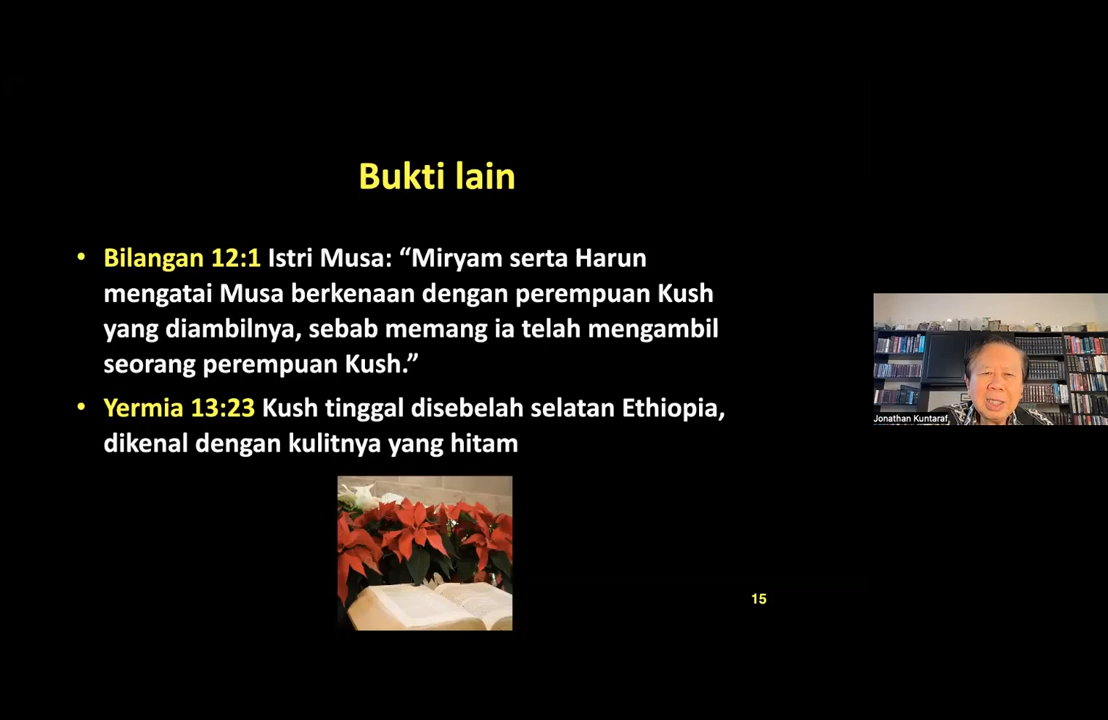 Bukti lain
• Bilangan 12:1 Istri Musa: “Miryam serta Harun
mengatai Musa berkenaan dengan perempuan Kush
yang diambilnya, sebab memang ia telah mengambil
seorang perempuan Kush.”
• Yermia 13:23 Kush tinggal disebelah selatan Ethiopia,
dikenal dengan kulitnya yang hitam
Jonathan Kuntaraf
15